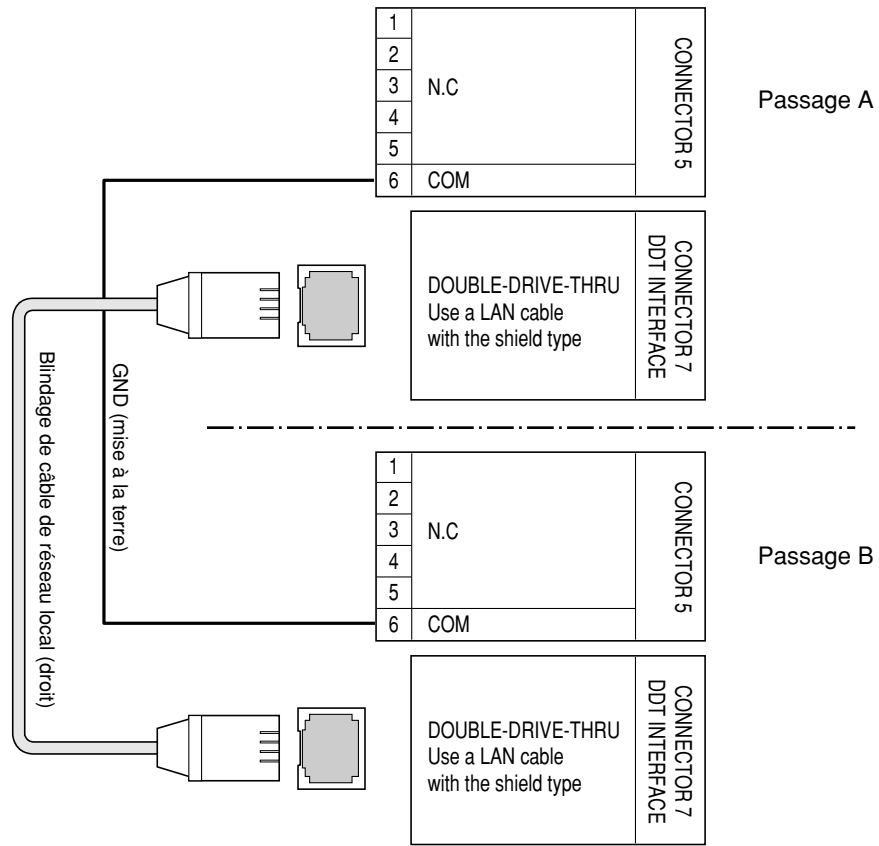 1
2
3
4
5
6
N.C
COM
CONNECTOR 5
Passage A
DOUBLE-DRIVE-THRU
Use a LAN cable
with the shield type
CONNECTOR 7
DDT INTERFACE
GND (mise à la terre)
Blindage de câble de réseau local (droit)
1
2
3
4
5
6
N.C
COM
CONNECTOR 5
Passage B
DOUBLE-DRIVE-THRU
Use a LAN cable
with the shield type
CONNECTOR 7
DDT INTERFACE